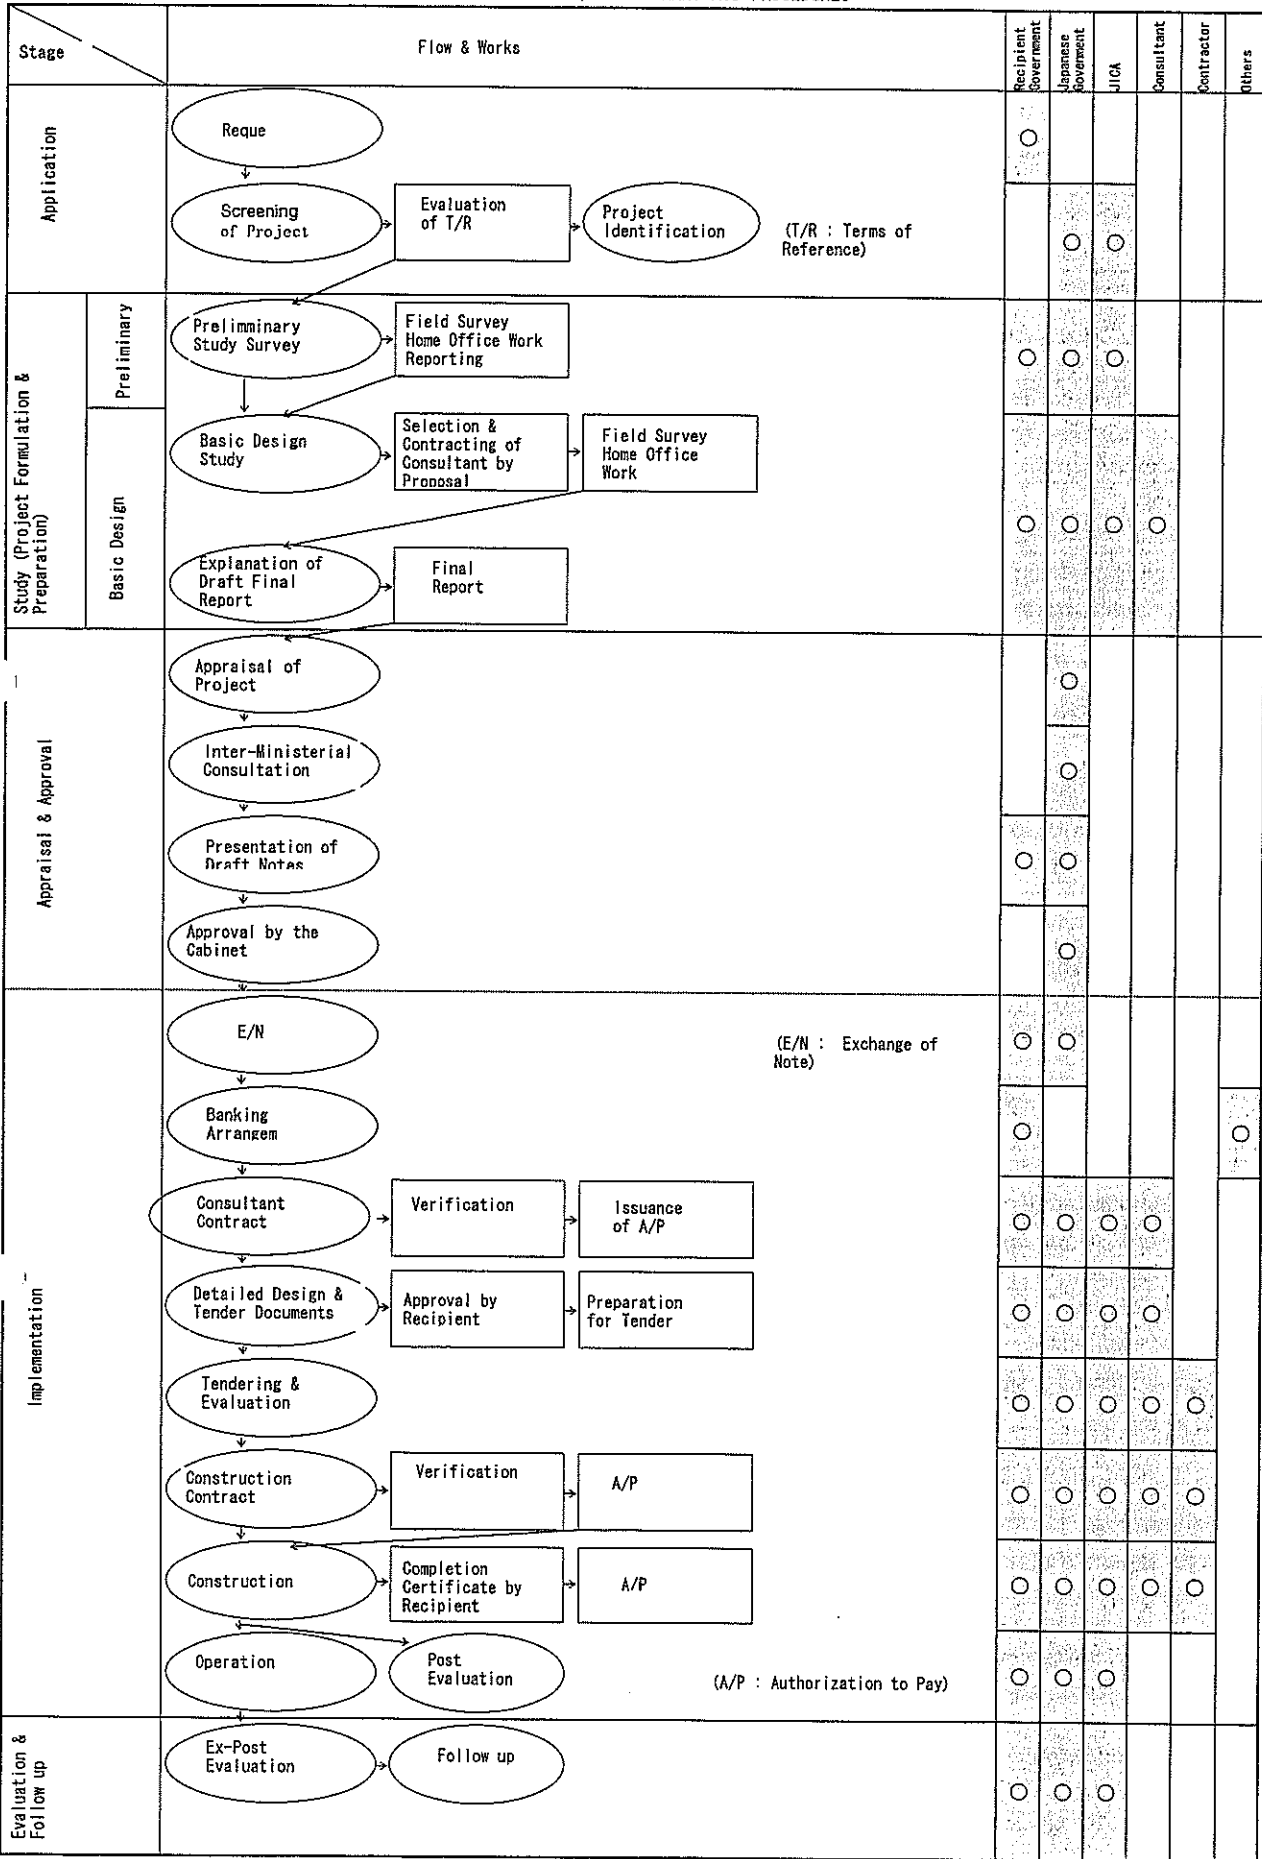 Stage
Flow & Works
Recipient
Government
Japanese
Government
JICA
Consultant
Contractor
Others
Application
Reque
Screening
of Project
Evaluation
of T/R
Project
Identification
(T/R : Terms of
Reference)
Study (Project Formulation &
Preparation)
Preliminary
Prelimminary
Study Survey
Field Survey
Home Office Work
Reporting
Basic Design
Basic Design
Study
Selection &
Contracting of
Consultant by
Proposal
Field Survey
Home Office
Work
Explanation of
Draft Final
Report
Final
Report
Appraisal & Approval
Appraisal of
Project
Inter-Ministerial
Consultation
Presentation of
Draft Notes
Approval by the
Cabinet
Implementation
E/N
(E/N : Exchange of
Note)
Banking
Arrangem
Consultant
Contract
Verification
Issuance
of A/P
Detailed Design &
Tender Documents
Approval by
Recipient
Preparation
for Tender
Tendering &
Evaluation
Construction
Contract
Verification
A/P
Construction
Completion
Certificate by
Recipient
A/P
Operation
Post
Evaluation
(A/P : Authorization to Pay)
Evaluation &
Follow up
Ex-Post
Evaluation
Follow up